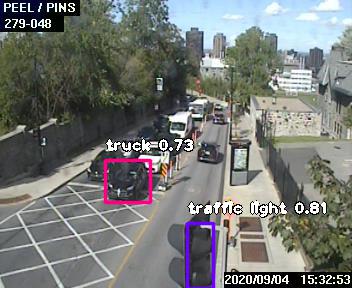 PEEL / PINS
279-048
truck=0.73
traffic light 0.81
2020/09/04 15:32:53